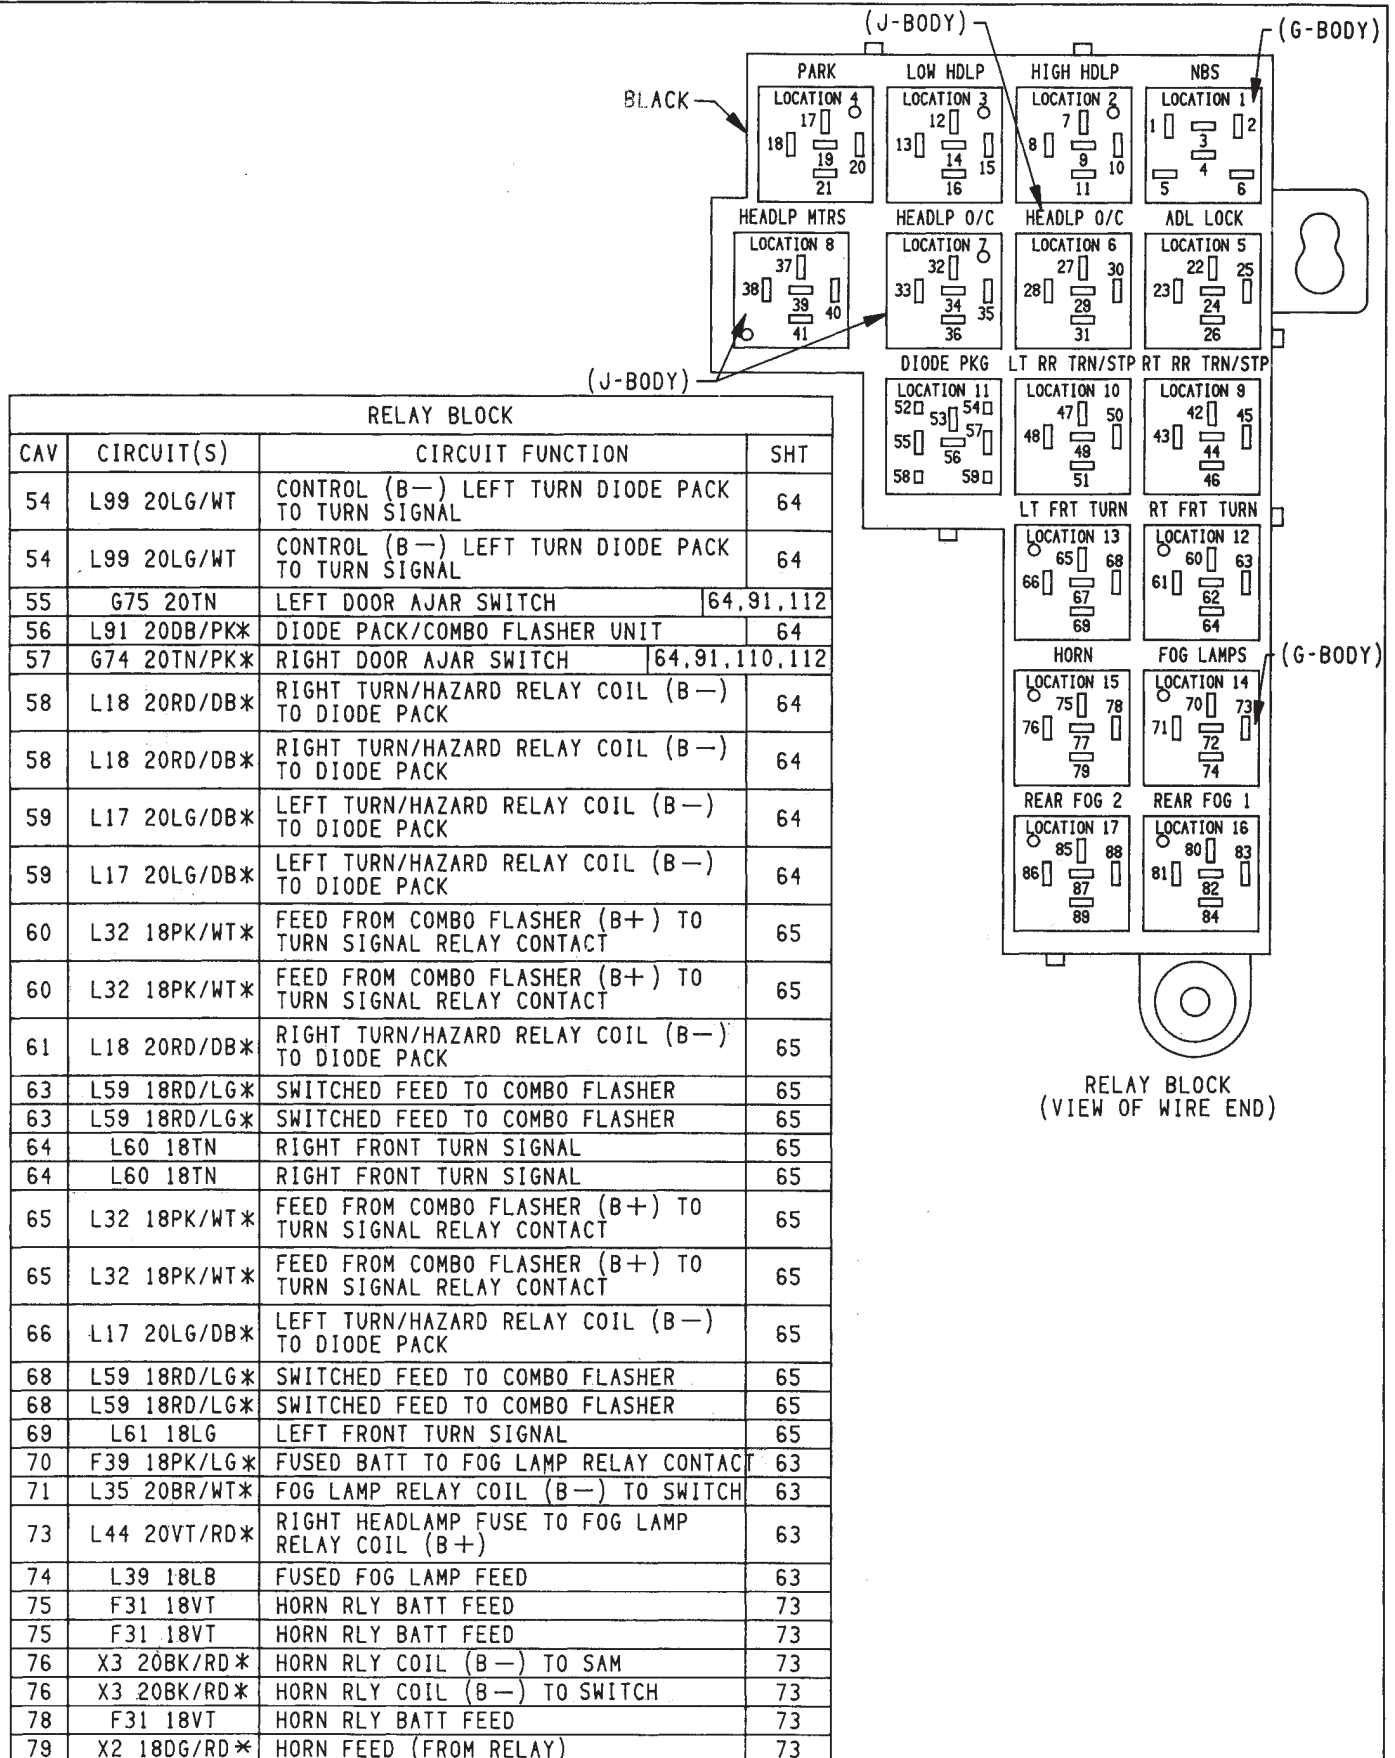 (J-BODY)
(G-BODY)
BLACK
PARK LOW HDLP HIGH HDLP NBS
LOCATION 4 LOCATION 3 LOCATION 2 LOCATION 1
17 12 7 1 2
18 13 8 3
19 20 14 15 9 10 4
21 16 11 5 6
HEADLP MTRS HEADLP O/C HEADLP O/C ADL LOCK
LOCATION 8 LOCATION 7 LOCATION 6 LOCATION 5
37 32 27 30 22 25
38 33 28 23
39 40 34 35 29 24
41 36 31 26
(J-BODY)
DIODE PKG LT RR TRN/STP RT RR TRN/STP
LOCATION 11 LOCATION 10 LOCATION 9
52 53 54 47 50 42 45
55 57 48 43
56 49 44
58 59 51 46
LT FRT TURN RT FRT TURN
LOCATION 13 LOCATION 12
65 68 60 63
66 61
67 62
69 64
HORN FOG LAMPS (G-BODY)
LOCATION 15 LOCATION 14
75 78 70 73
76 71
77 72
79 74
REAR FOG 2 REAR FOG 1
LOCATION 17 LOCATION 16
85 88 80 83
86 81
87 82
89 84
RELAY BLOCK
(VIEW OF WIRE END)
RELAY BLOCK
CAV CIRCUIT(S) CIRCUIT FUNCTION SHT
54 L99 20LG/WT CONTROL (B—) LEFT TURN DIODE PACK 64
TO TURN SIGNAL
54 L99 20LG/WT CONTROL (B—) LEFT TURN DIODE PACK 64
TO TURN SIGNAL
55 G75 20TN LEFT DOOR AJAR SWITCH 64,91,112
56 L91 20DB/PK* DIODE PACK/COMBO FLASHER UNIT 64
57 G74 20TN/PK* RIGHT DOOR AJAR SWITCH 64,91,110,112
58 L18 20RD/DB* RIGHT TURN/HAZARD RELAY COIL (B—) 64
TO DIODE PACK
58 L18 20RD/DB* RIGHT TURN/HAZARD RELAY COIL (B—) 64
TO DIODE PACK
59 L17 20LG/DB* LEFT TURN/HAZARD RELAY COIL (B—) 64
TO DIODE PACK
59 L17 20LG/DB* LEFT TURN/HAZARD RELAY COIL (B—) 64
TO DIODE PACK
60 L32 18PK/WT* FEED FROM COMBO FLASHER (B+) TO 65
TURN SIGNAL RELAY CONTACT
60 L32 18PK/WT* FEED FROM COMBO FLASHER (B+) TO 65
TURN SIGNAL RELAY CONTACT
61 L18 20RD/DB* RIGHT TURN/HAZARD RELAY COIL (B—) 65
TO DIODE PACK
63 L59 18RD/LG* SWITCHED FEED TO COMBO FLASHER 65
63 L59 18RD/LG* SWITCHED FEED TO COMBO FLASHER 65
64 L60 18TN RIGHT FRONT TURN SIGNAL 65
64 L60 18TN RIGHT FRONT TURN SIGNAL 65
65 L32 18PK/WT* FEED FROM COMBO FLASHER (B+) TO 65
TURN SIGNAL RELAY CONTACT
65 L32 18PK/WT* FEED FROM COMBO FLASHER (B+) TO 65
TURN SIGNAL RELAY CONTACT
66 L17 20LG/DB* LEFT TURN/HAZARD RELAY COIL (B—) 65
TO DIODE PACK
68 L59 18RD/LG* SWITCHED FEED TO COMBO FLASHER 65
68 L59 18RD/LG* SWITCHED FEED TO COMBO FLASHER 65
69 L61 18LG LEFT FRONT TURN SIGNAL 65
70 F39 18PK/LG* FUSED BATT TO FOG LAMP RELAY CONTACT 63
71 L35 20BR/WT* FOG LAMP RELAY COIL (B—) TO SWITCH 63
73 L44 20VT/RD* RIGHT HEADLAMP FUSE TO FOG LAMP 63
RELAY COIL (B+)
74 L39 18LB FUSED FOG LAMP FEED 63
75 F31 18VT HORN RLY BATT FEED 73
75 F31 18VT HORN RLY BATT FEED 73
76 X3 20BK/RD* HORN RLY COIL (B—) TO SAM 73
76 X3 20BK/RD* HORN RLY COIL (B—) TO SWITCH 73
78 F31 18VT HORN RLY BATT FEED 73
79 X2 18DG/RD* HORN FEED (FROM RELAY) 73